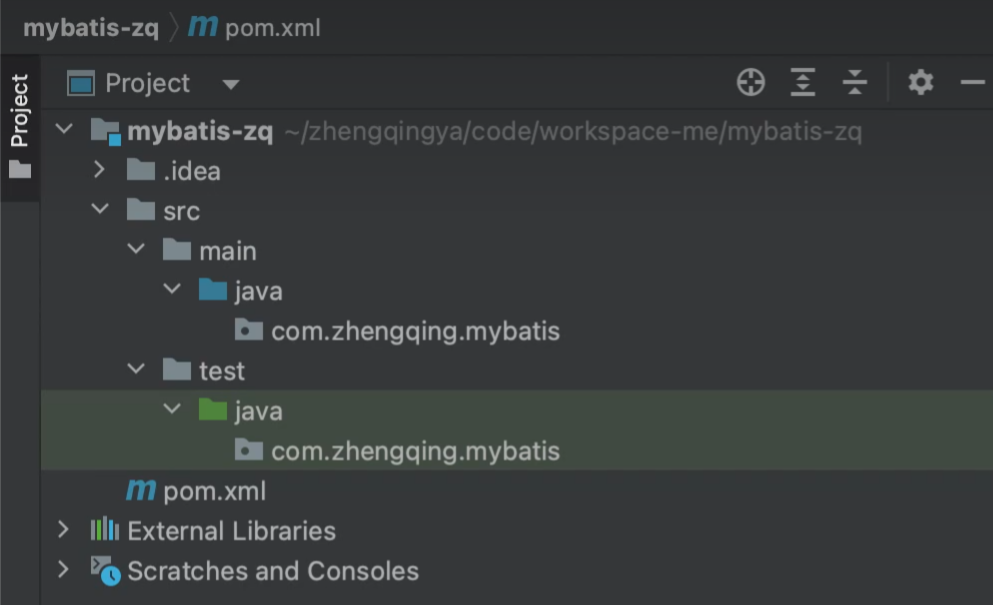 mybatis-zq pom.xml
Project
Project
mybatis-zq ~/zhengqingya/code/workspace-me/mybatis-zq
.idea
src
main
java
com.zhengqing.mybatis
test
java
com.zhengqing.mybatis
pom.xml
External Libraries
Scratches and Consoles